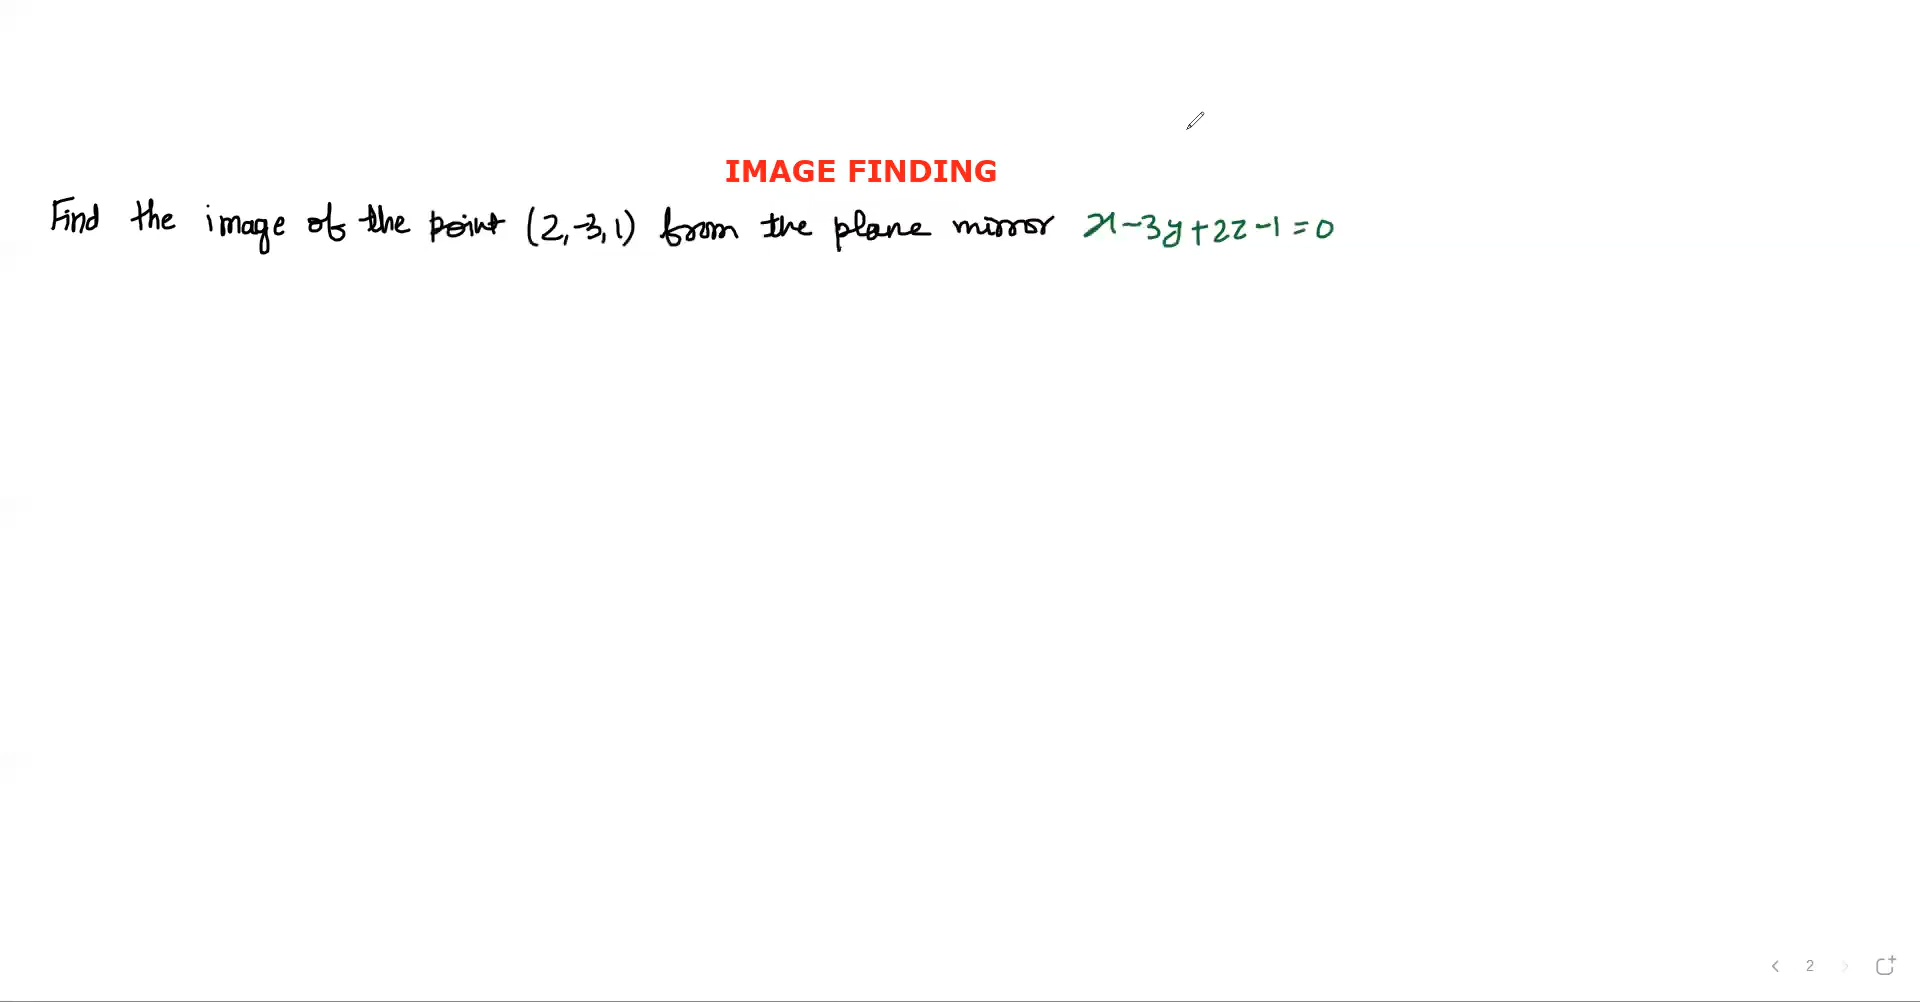 IMAGE FINDING
Find the image of the point (2,-3,1) from the plane mirror x-3y+2z-1=0
2